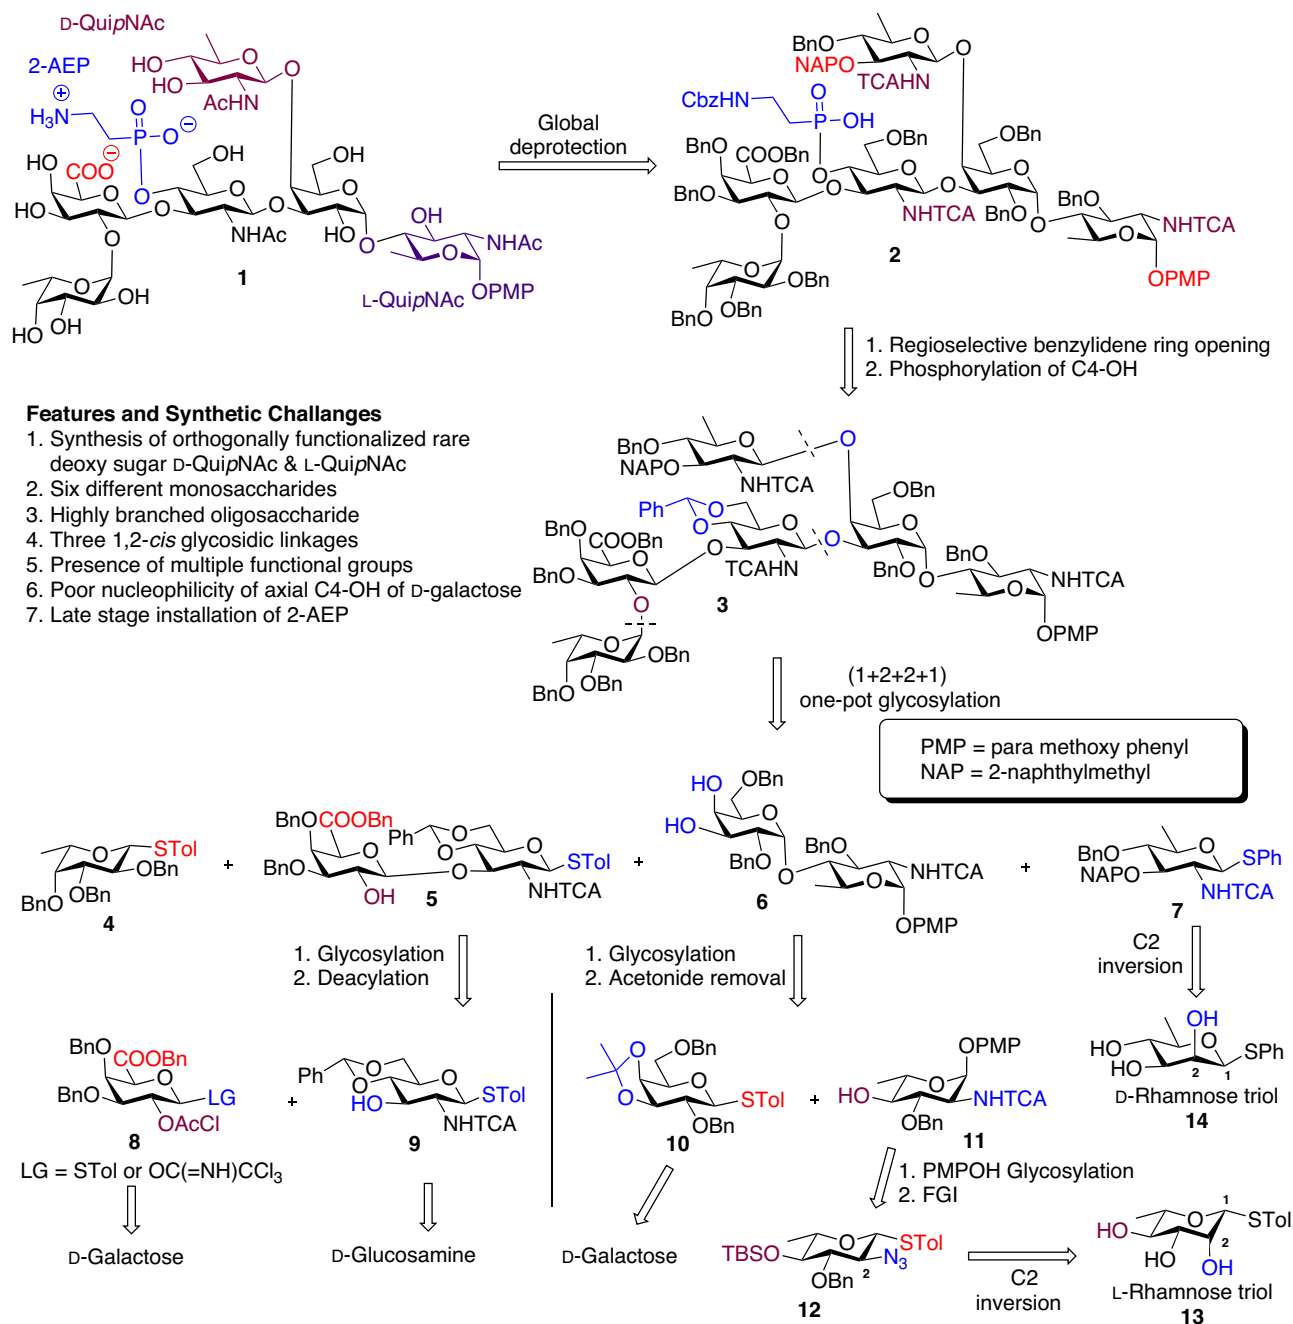 D-QuipNAc
2-AEP
HO
HO
AcHN
O
O
H3N
⊕
O
P
O
⊖
O
HO
COO
⊖
O
HO
O
O
OH
O
O
NHAc
OH
O
HO
O
OH
NHAc
O
OPMP
L-QuipNAc
O
O
OH
HO
OH
1
Global
deprotection
BnO
NAPO
TCAHN
O
O
CbzHN
O
P
OH
O
BnO
COOBn
O
BnO
O
O
OBn
O
O
NHTCA
OBn
O
BnO
O
BnO
NHTCA
O
OPMP
O
OBn
OBn
BnO
2
1. Regioselective benzylidene ring opening
2. Phosphorylation of C4-OH
Features and Synthetic Challanges
1. Synthesis of orthogonally functionalized rare
deoxy sugar D-QuipNAc & L-QuipNAc
2. Six different monosaccharides
3. Highly branched oligosaccharide
4. Three 1,2-cis glycosidic linkages
5. Presence of multiple functional groups
6. Poor nucleophilicity of axial C4-OH of D-galactose
7. Late stage installation of 2-AEP
BnO
NAPO
NHTCA
O
O
Ph
O
O
O
BnO
COOBn
O
BnO
O
O
TCAHN
O
OBn
O
BnO
O
BnO
NHTCA
O
OPMP
O
OBn
OBn
BnO
3
(1+2+2+1)
one-pot glycosylation
PMP = para methoxy phenyl
NAP = 2-naphthylmethyl
O
STol
OBn
OBn
BnO
4
+
BnO
COOBn
O
BnO
OH
O
Ph
O
O
O
STol
NHTCA
5
+
HO
OBn
O
HO
BnO
O
BnO
NHTCA
O
OPMP
6
+
BnO
NAPO
O
SPh
NHTCA
7
1. Glycosylation
2. Deacylation
1. Glycosylation
2. Acetonide removal
C2
inversion
BnO
COOBn
O
BnO
LG
OAcCl
8
LG = STol or OC(=NH)CCl3
+
Ph
O
O
O
HO
STol
NHTCA
9
O
O
OBn
O
STol
OBn
10
+
OPMP
O
HO
NHTCA
OBn
11
OH
HO
HO
O
SPh
2
1
D-Rhamnose triol
14
1. PMPOH Glycosylation
2. FGI
D-Galactose
D-Glucosamine
D-Galactose
O
STol
TBSO
N3
OBn
2
12
C2
inversion
1
O
STol
HO
2
HO
OH
L-Rhamnose triol
13